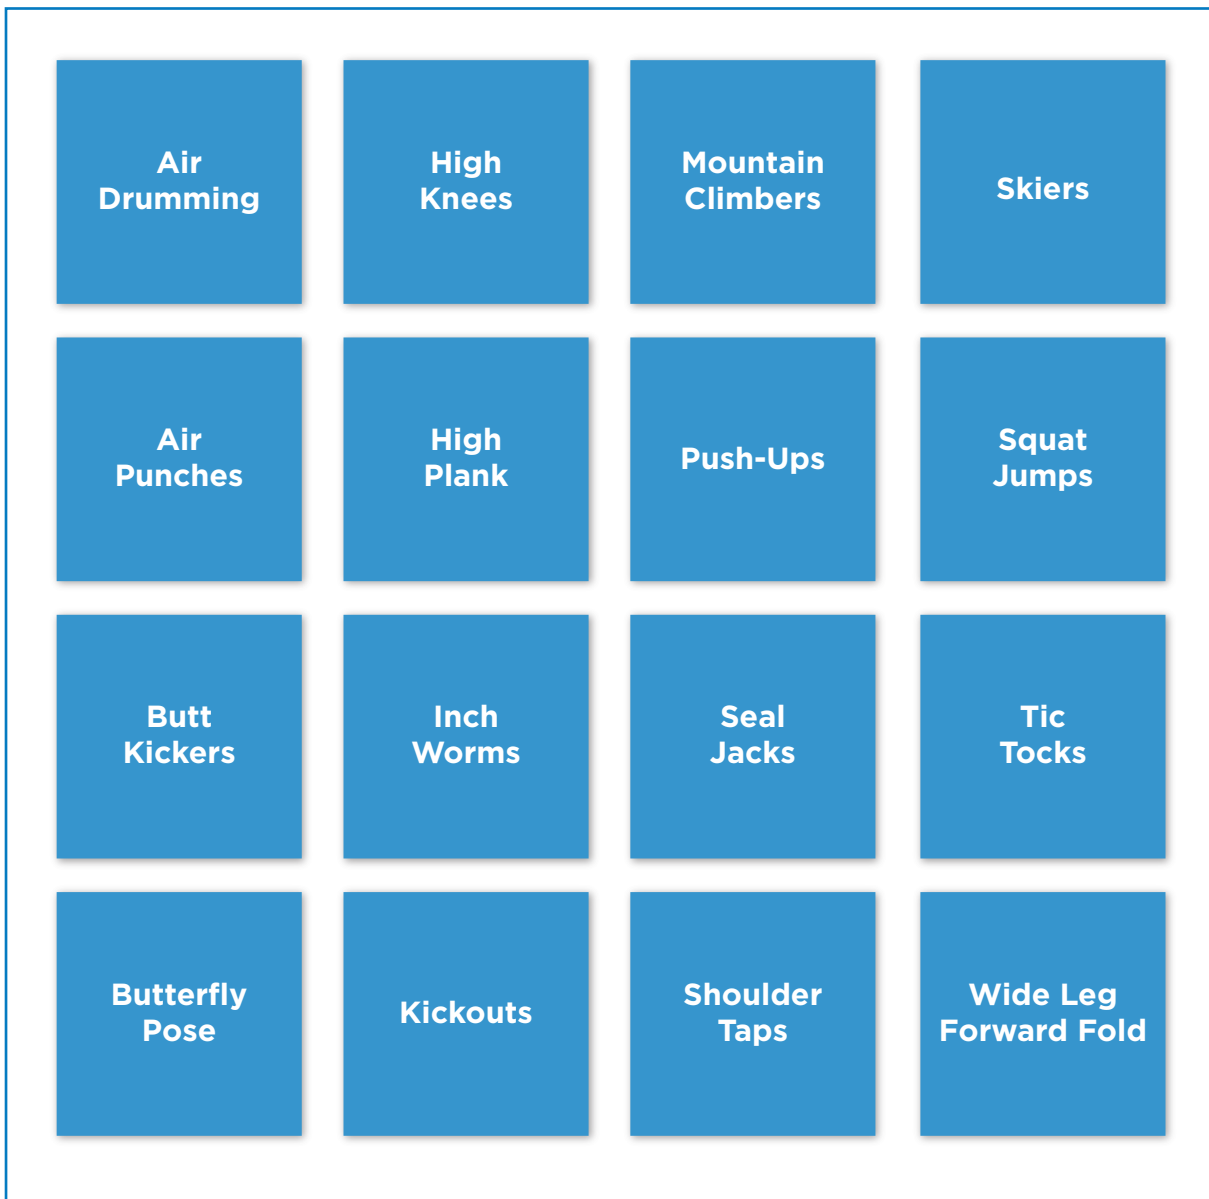 Air
Drumming
High
Knees
Mountain
Climbers
Skiers
Air
Punches
High
Plank
Push-Ups
Squat
Jumps
Butt
Kickers
Inch
Worms
Seal
Jacks
Tic
Tocks
Butterfly
Pose
Kickouts
Shoulder
Taps
Wide Leg
Forward Fold